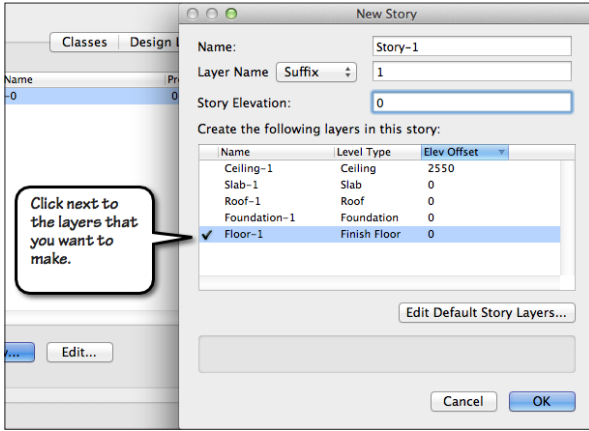 New Story
Classes
Design
Name
-0
0
Name:
Story-1
Layer Name
Suffix
1
Story Elevation:
0
Create the following layers in this story:
Name Level Type Elev Offset
Ceiling-1 Ceiling 2550
Slab-1 Slab 0
Roof-1 Roof 0
Foundation-1 Foundation 0
✓ Floor-1 Finish Floor 0
Click next to
the layers that
you want to
make.
Edit Default Story Layers...
Edit...
Cancel
OK